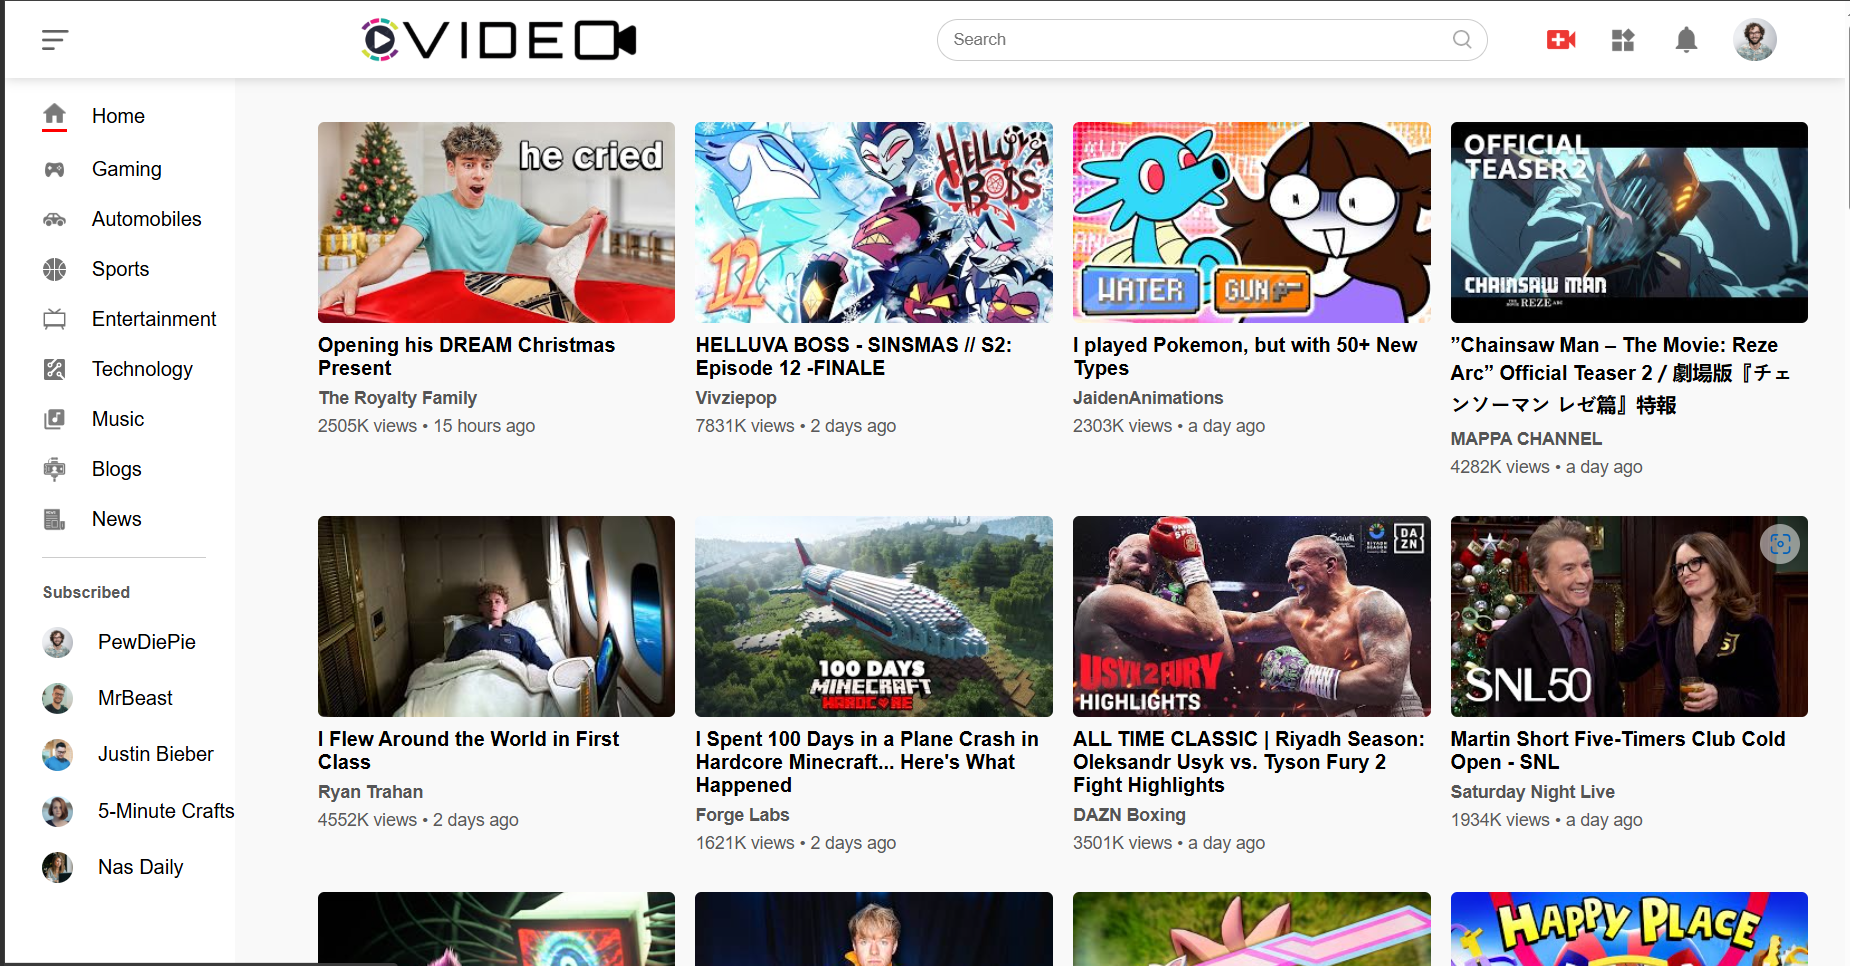 VIDEO
Search
Home
Gaming
Automobiles
Sports
Entertainment
Technology
Music
Blogs
News
Subscribed
PewDiePie
MrBeast
Justin Bieber
5-Minute Crafts
Nas Daily
he cried
Opening his DREAM Christmas
Present
The Royalty Family
2505K views • 15 hours ago
HELLUVA
BOSS
12
HELLUVA BOSS - SINSMAS // S2:
Episode 12 -FINALE
Vivziepop
7831K views • 2 days ago
WATER
GUN
I played Pokemon, but with 50+ New
Types
JaidenAnimations
2303K views • a day ago
OFFICIAL
TEASER2
CHAINSAW MAN
THE MOVIE: REZE ARC
”Chainsaw Man – The Movie: Reze
Arc” Official Teaser 2 / 劇場版『チェ
ンソーマン レゼ篇』特報
MAPPA CHANNEL
4282K views • a day ago
I Flew Around the World in First
Class
Ryan Trahan
4552K views • 2 days ago
100 DAYS
MINECRAFT
HARDCORE
I Spent 100 Days in a Plane Crash in
Hardcore Minecraft... Here's What
Happened
Forge Labs
1621K views • 2 days ago
RIYADH
SEASON
DA
ZN
USYK 2 FURY
HIGHLIGHTS
ALL TIME CLASSIC | Riyadh Season:
Oleksandr Usyk vs. Tyson Fury 2
Fight Highlights
DAZN Boxing
3501K views • a day ago
SNL50
Martin Short Five-Timers Club Cold
Open - SNL
Saturday Night Live
1934K views • a day ago
HAPPY PLACE